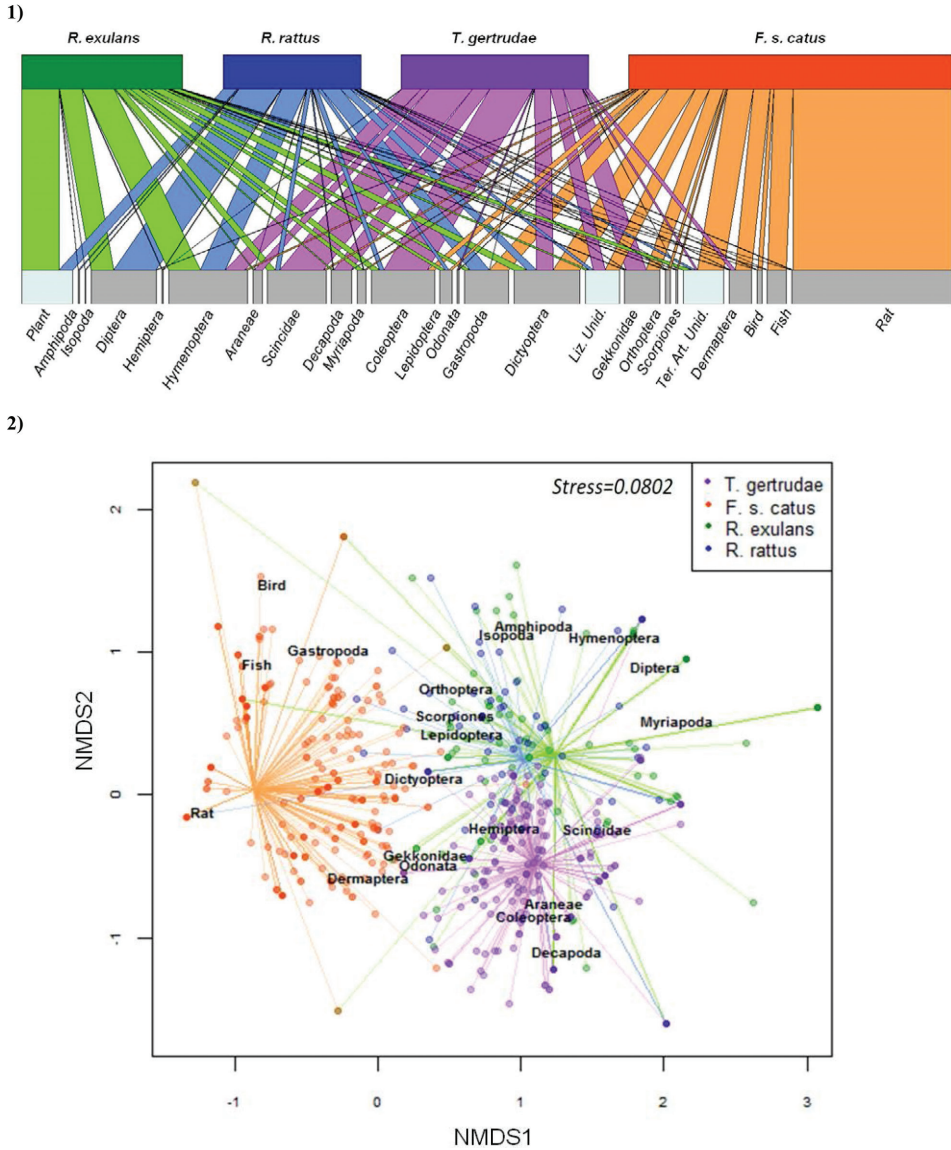 1)
R. exulans R. rattus T. gertrudae F. s. catus
Plant Amphipoda Isopoda Diptera Hemiptera Hymenoptera Araneae Scincidae Decapoda Myriapoda Coleoptera Lepidoptera Odonata Gastropoda Dictyoptera Liz. Unid. Gekkonidae Orthoptera Scorpiones Ter. Art. Unid. Dermaptera Bird Fish Rat
2)
Stress=0.0802
T. gertrudae
F. s. catus
R. exulans
R. rattus
2
Bird
Amphipoda
Isopoda
Hymenoptera
1
Gastropoda
Fish
Diptera
Orthoptera
Myriapoda
Scorpiones
Lepidoptera
NMDS2
Dictyoptera
0
Rat
Hemiptera
Scincidae
Gekkonidae
Odonata
Dermaptera
Araneae
Coleoptera
-1
Decapoda
-1 0 1 2 3
NMDS1